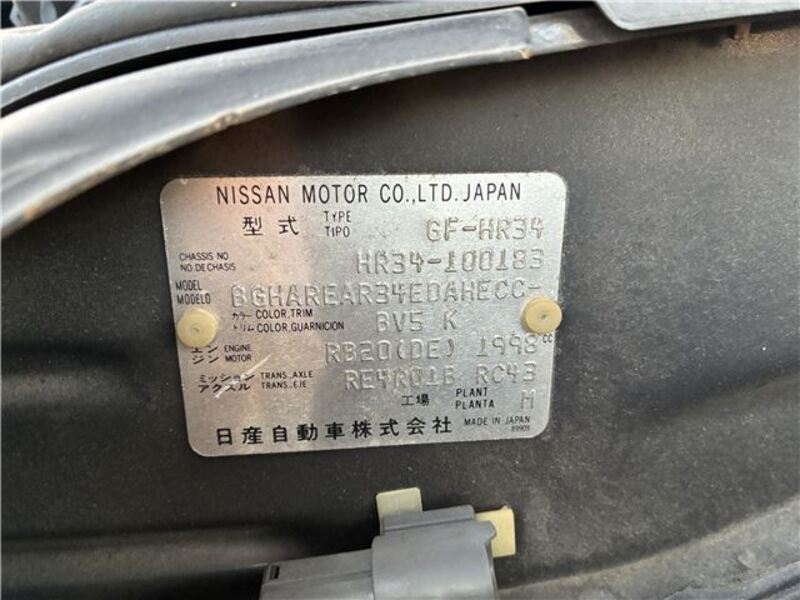 NISSAN MOTOR CO.,LTD.JAPAN
型式 TYPE TIPO GF-HR34
CHASSIS NO NO.DE CHASIS HR34-100183
MODEL MODELO BGHAREAR34EDAHECC-
カラー COLOR,TRIM トリム COLOR,GUARNICION BV5 K
エンジン ENGINE MOTOR RB20(DE) 1998cc
ミッション TRANS.,AXLE アクスル TRANS.,EJE RE4R01B RC43
工場 PLANT PLANTA M
日産自動車株式会社 MADE IN JAPAN
89909